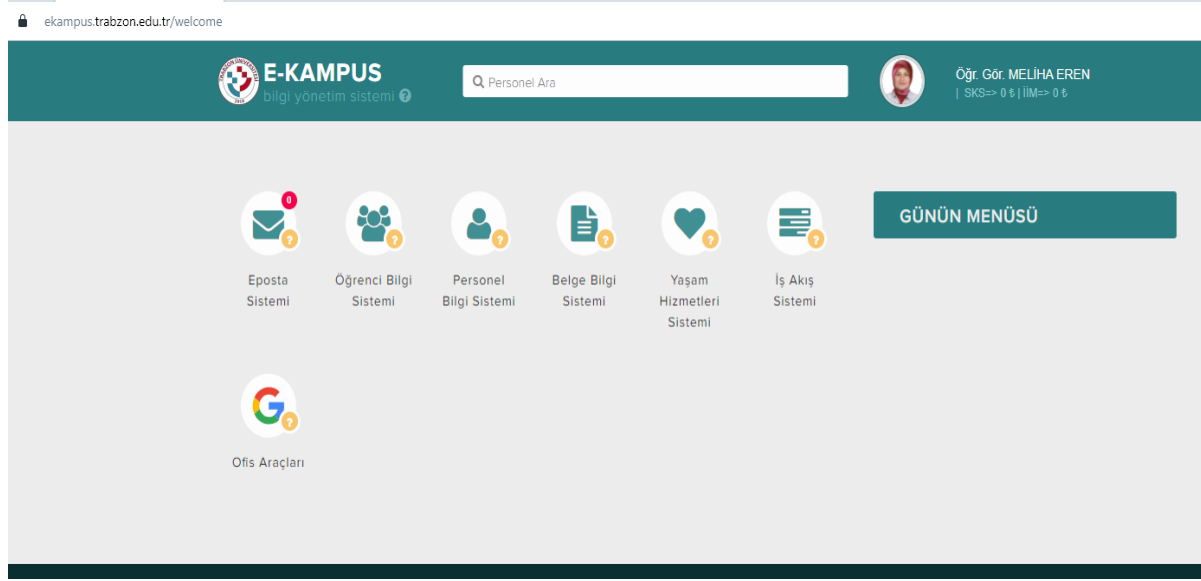 ekampus.trabzon.edu.tr/welcome
E-KAMPUS
bilgi yönetim sistemi ?
Personel Ara
Öğr. Gör. MELİHA EREN
| SKS=> 0 ₺ | İİM=> 0 ₺
0
? ? ? ? ? ?
Eposta
Sistemi
Öğrenci Bilgi
Sistemi
Personel
Bilgi Sistemi
Belge Bilgi
Sistemi
Yaşam
Hizmetleri
Sistemi
İş Akış
Sistemi
GÜNÜN MENÜSÜ
G ?
Ofis Araçları